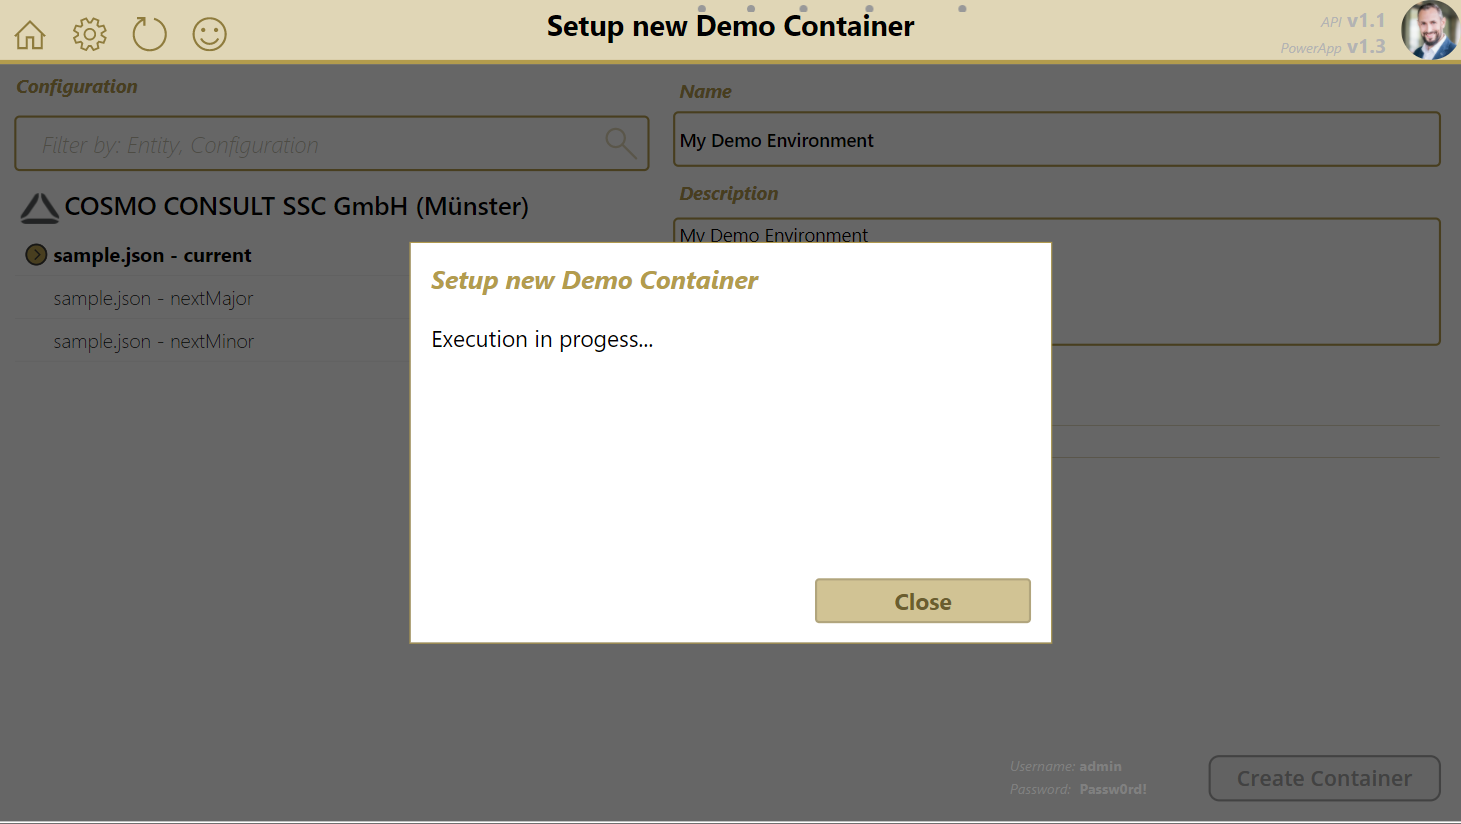 Setup new Demo Container
API v1.1
PowerApp v1.3
Configuration
Filter by: Entity, Configuration
COSMO CONSULT SSC GmbH (Münster)
sample.json - current
sample.json - nextMajor
sample.json - nextMinor
Name
My Demo Environment
Description
My Demo Environment
Setup new Demo Container
Execution in progess...
Close
Username: admin
Password: Passw0rd!
Create Container